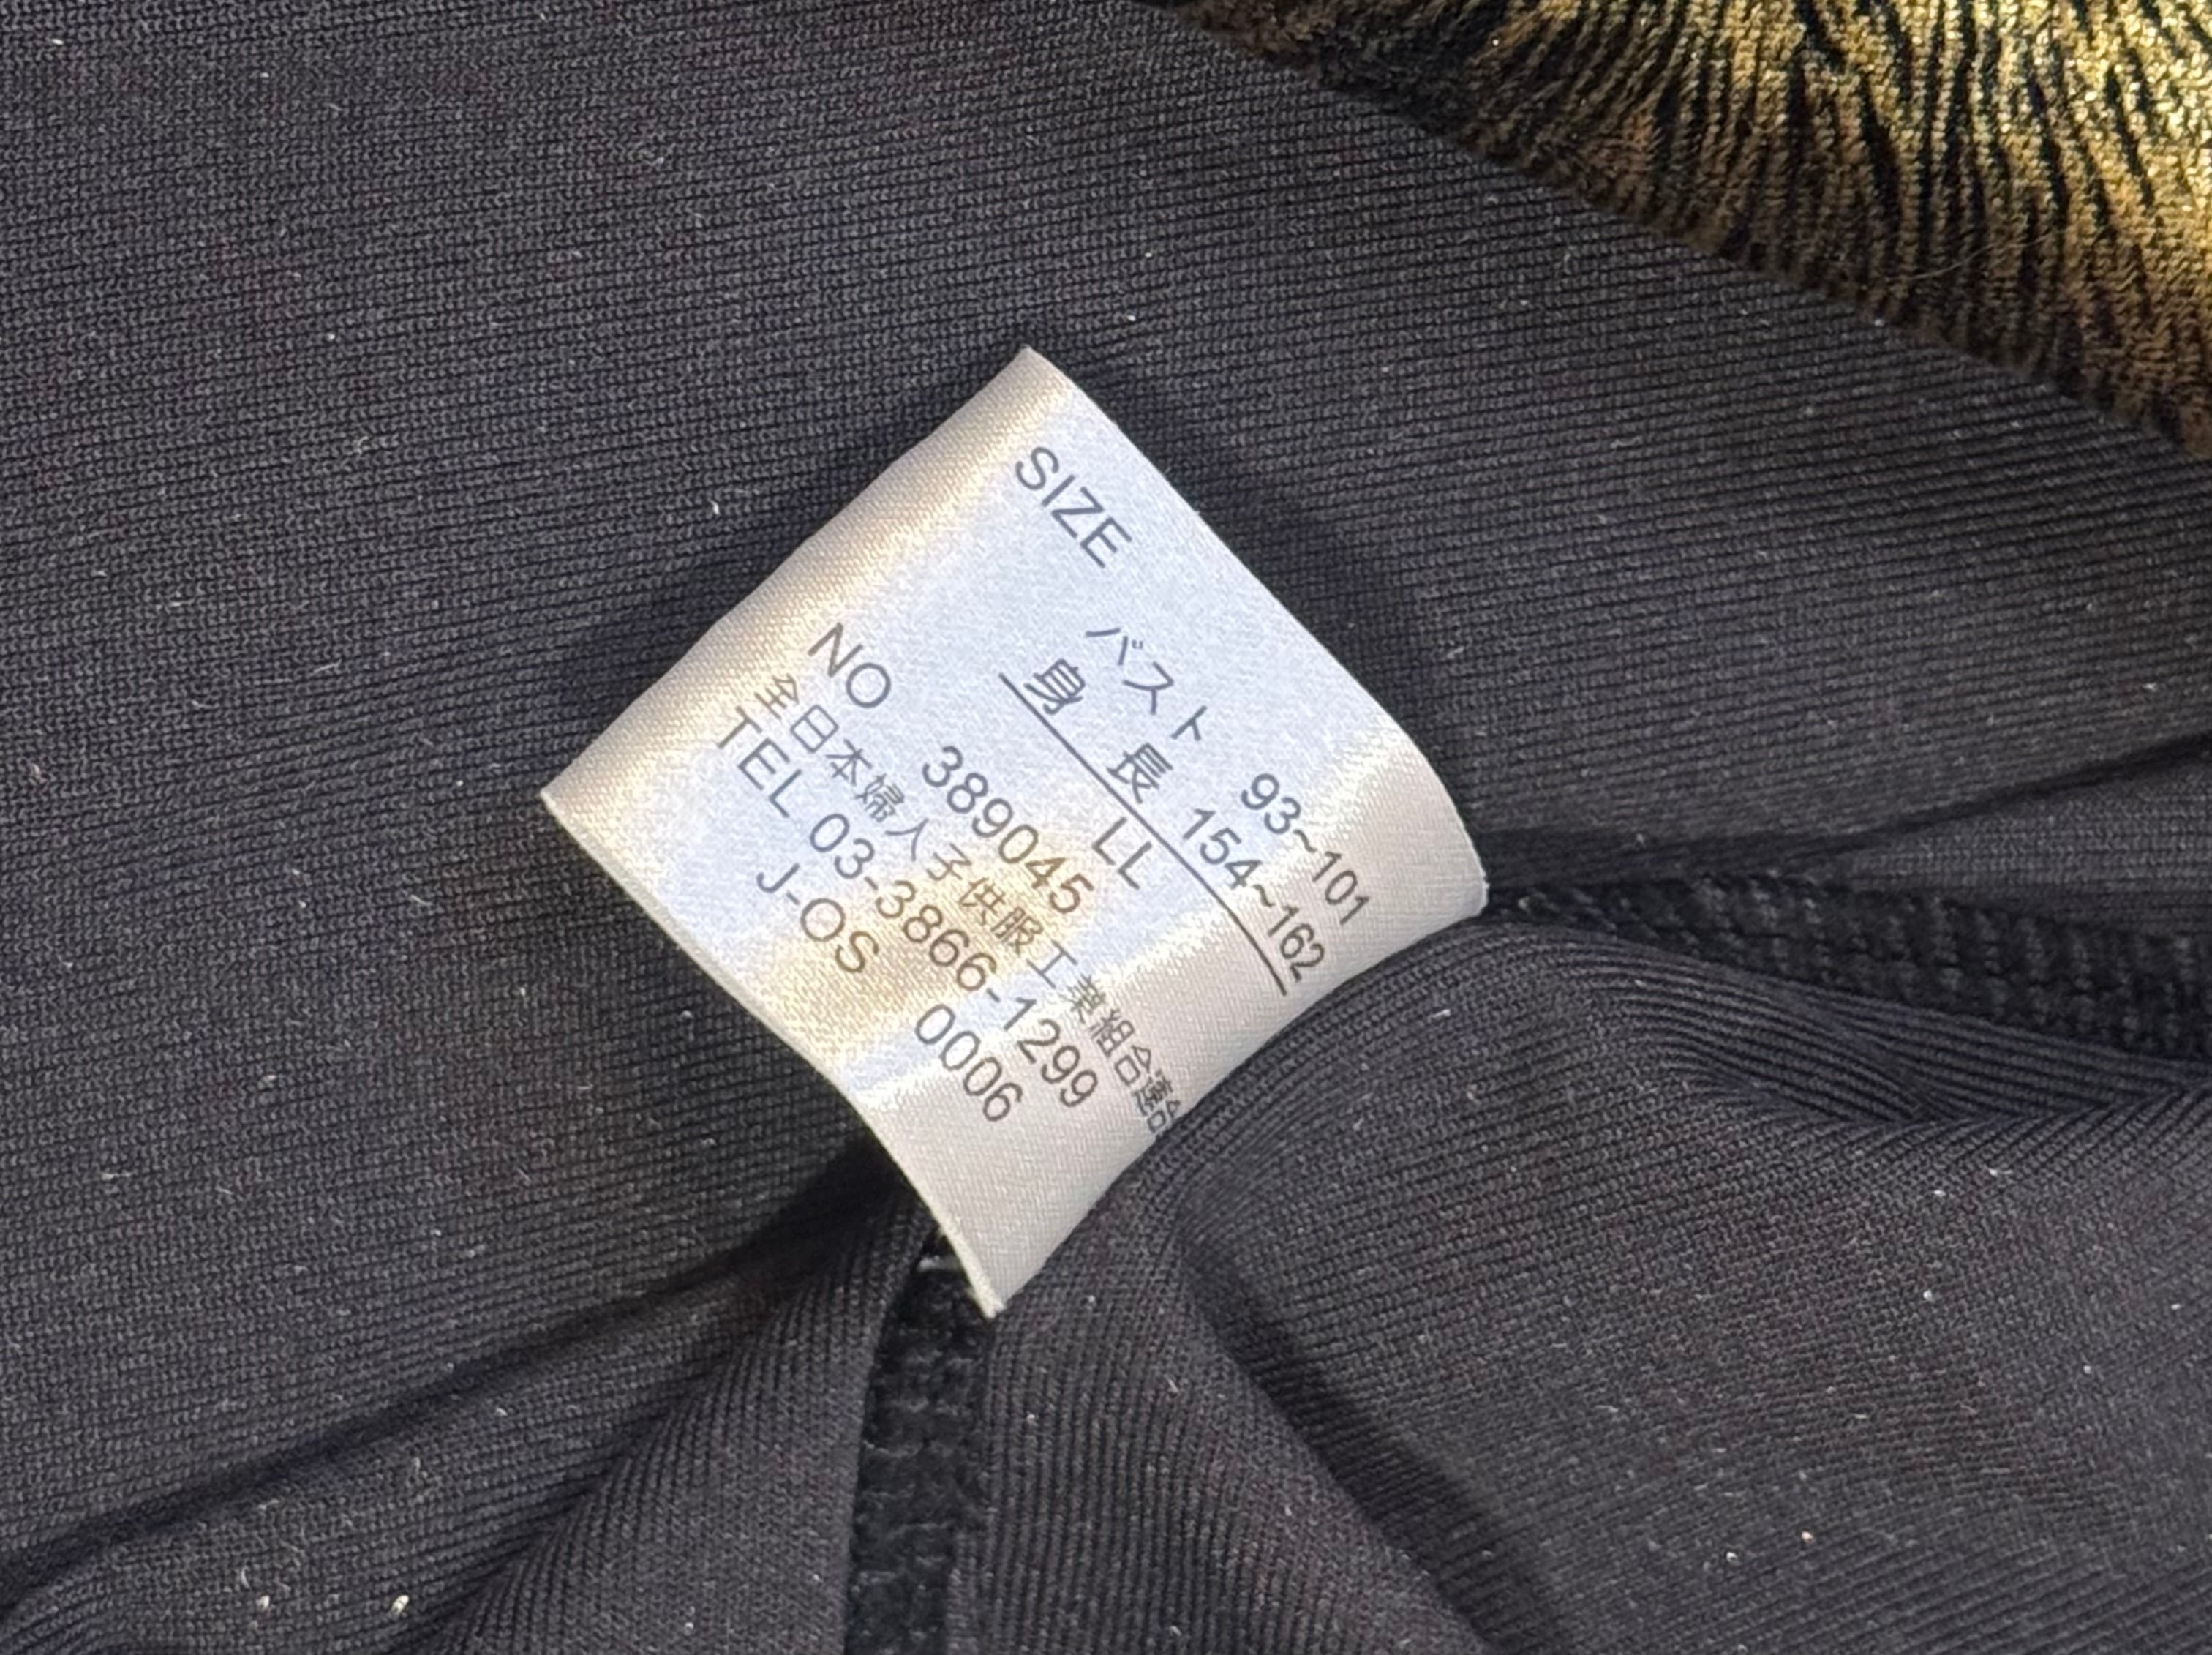 SIZE
バスト 93~101
身 長 154~162
LL
NO 389045
全日本婦人子供服工業組合連合
TEL 03-3866-1299
J-OS 0006